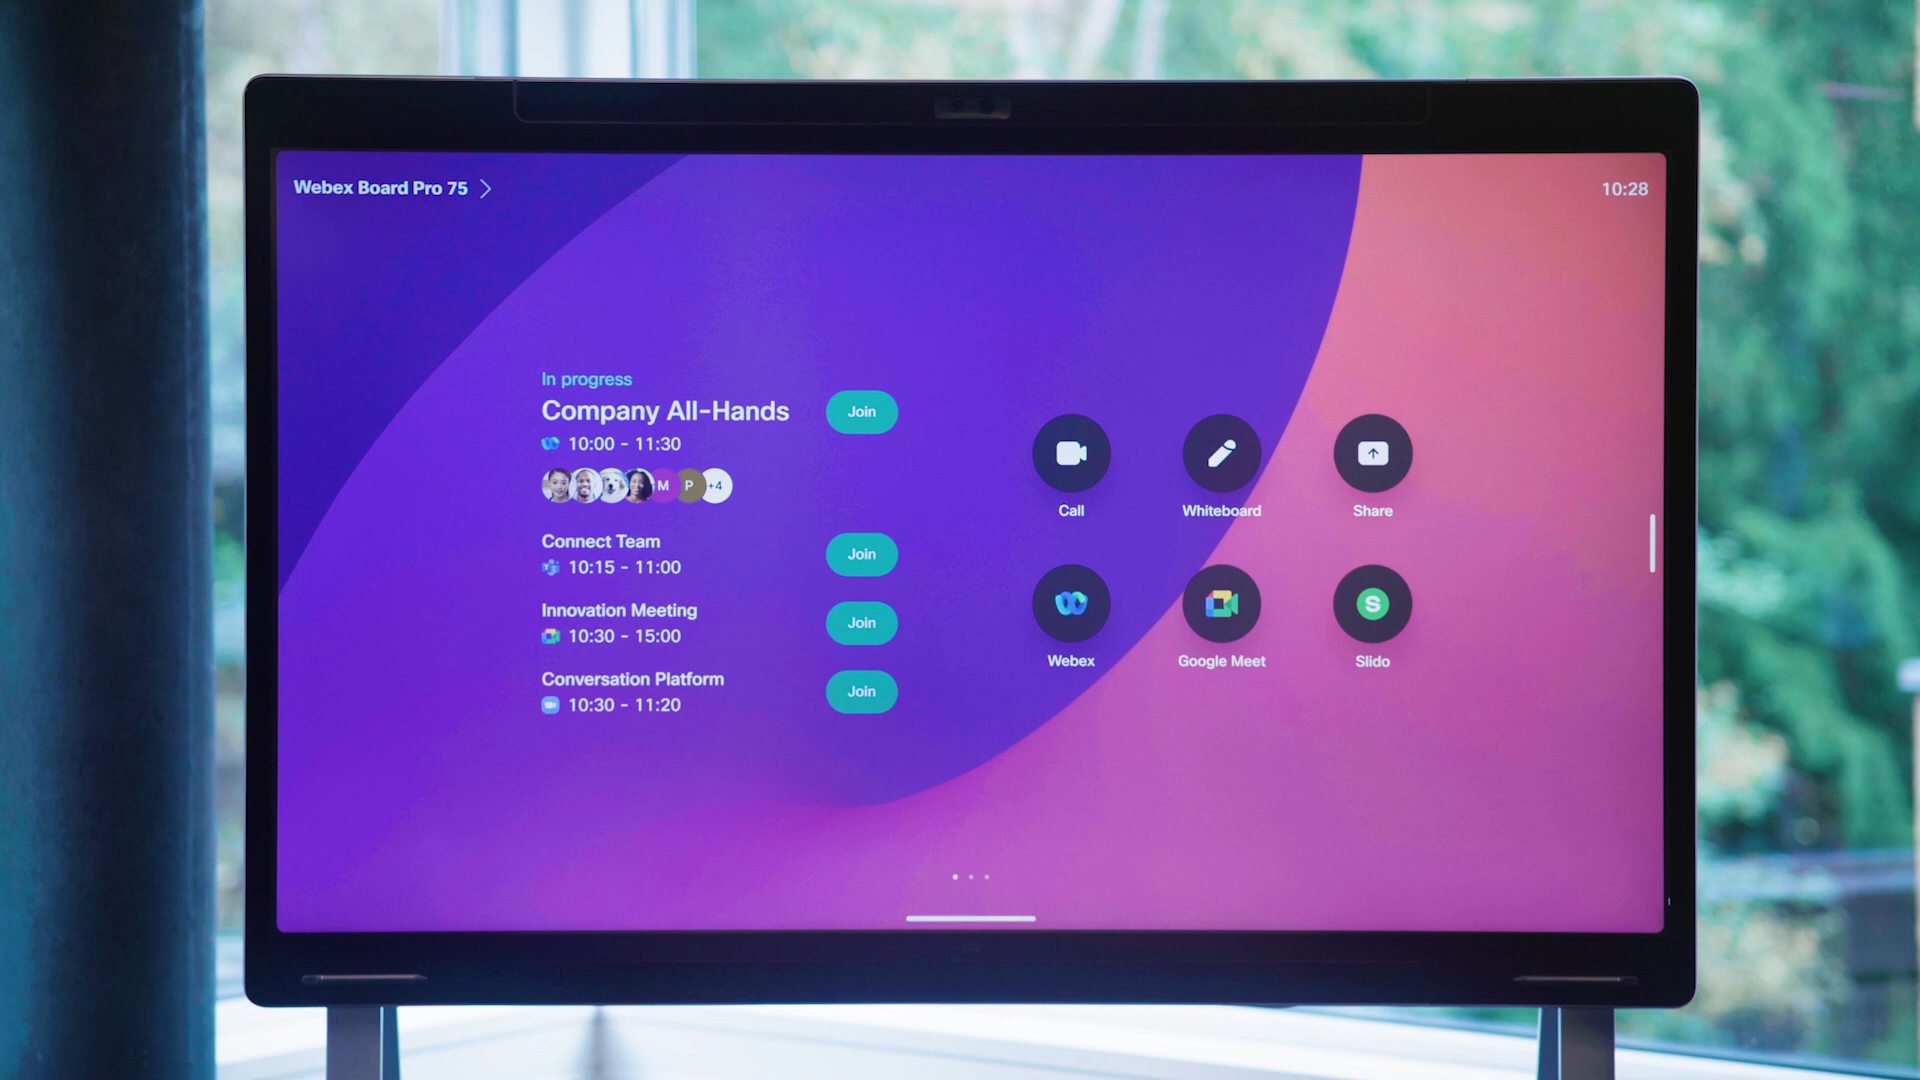 Webex Board Pro 75
10:28
In progress
Company All-Hands
Join
10:00 - 11:30
M P +4
Connect Team
Join
10:15 - 11:00
Innovation Meeting
Join
10:30 - 15:00
Conversation Platform
Join
10:30 - 11:20
Call
Whiteboard
Share
S
Webex
Google Meet
Slido